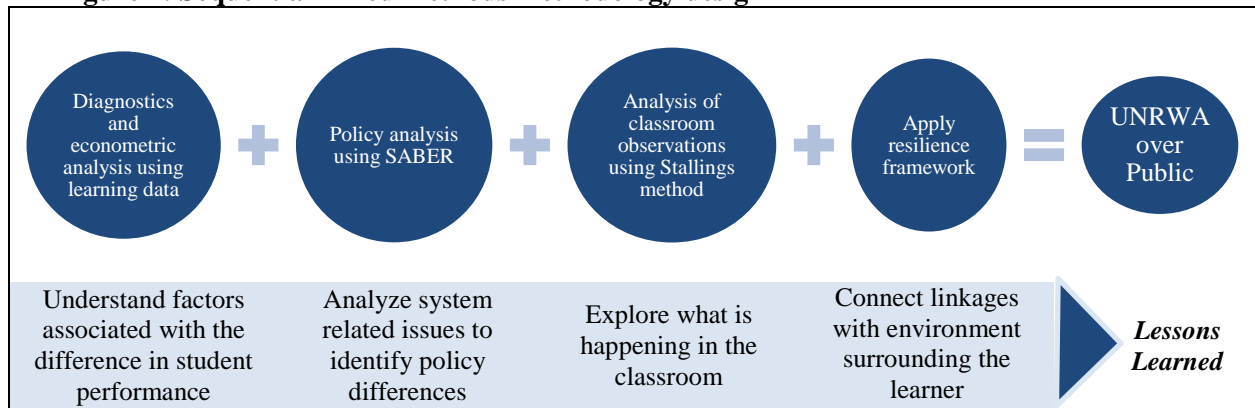 Diagnostics
and
econometric
analysis using
learning data
Policy analysis
using SABER
Analysis of
classroom
observations
using Stallings
method
Apply
resilience
framework
UNRWA
over
Public
Understand factors
associated with the
difference in student
performance
Analyze system
related issues to
identify policy
differences
Explore what is
happening in the
classroom
Connect linkages
with environment
surrounding the
learner
Lessons
Learned